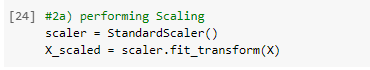 [24] #2a) performing Scaling
scaler = StandardScaler()
X_scaled = scaler.fit_transform(X)